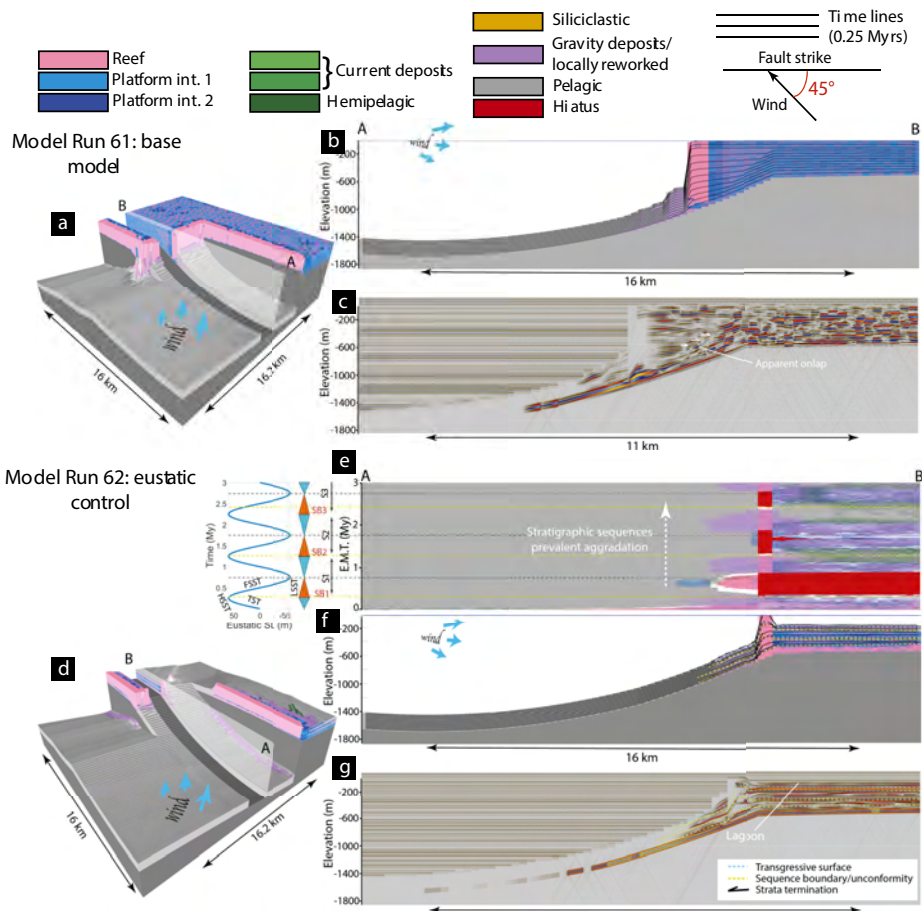 Reef
Platform int. 1
Platform int. 2
Current deposits
Hemipelagic
Siliciclastic
Gravity deposits/
locally reworked
Pelagic
Hiatus
Time lines
(0.25 Myrs)
Fault strike
45°
Wind
Model Run 61: base
model
a
B
A
wind
16 km
16.2 km
b
A
B
wind
Elevation (m)
-200
-600
-1000
-1400
-1800
16 km
c
Elevation (m)
-200
-600
-1000
-1400
-1800
Apparent onlap
11 km
Model Run 62: eustatic
control
Time (My)
3
2.5
2
1.5
1
0.5
0
HSST
FSST
TST
LSST
50
0
-50
Eustatic SL (m)
S3
SB3
S2
SB2
S1
SB1
e
A
B
E.M.T. (My)
3
2
1
0
Stratigraphic sequences
prevalent aggradation
f
wind
Elevation (m)
-200
-600
-1000
-1400
-1800
16 km
d
B
A
wind
16 km
16.2 km
g
Elevation (m)
-200
-600
-1000
-1400
-1800
Lagoon
Transgressive surface
Sequence boundary/unconformity
Strata termination